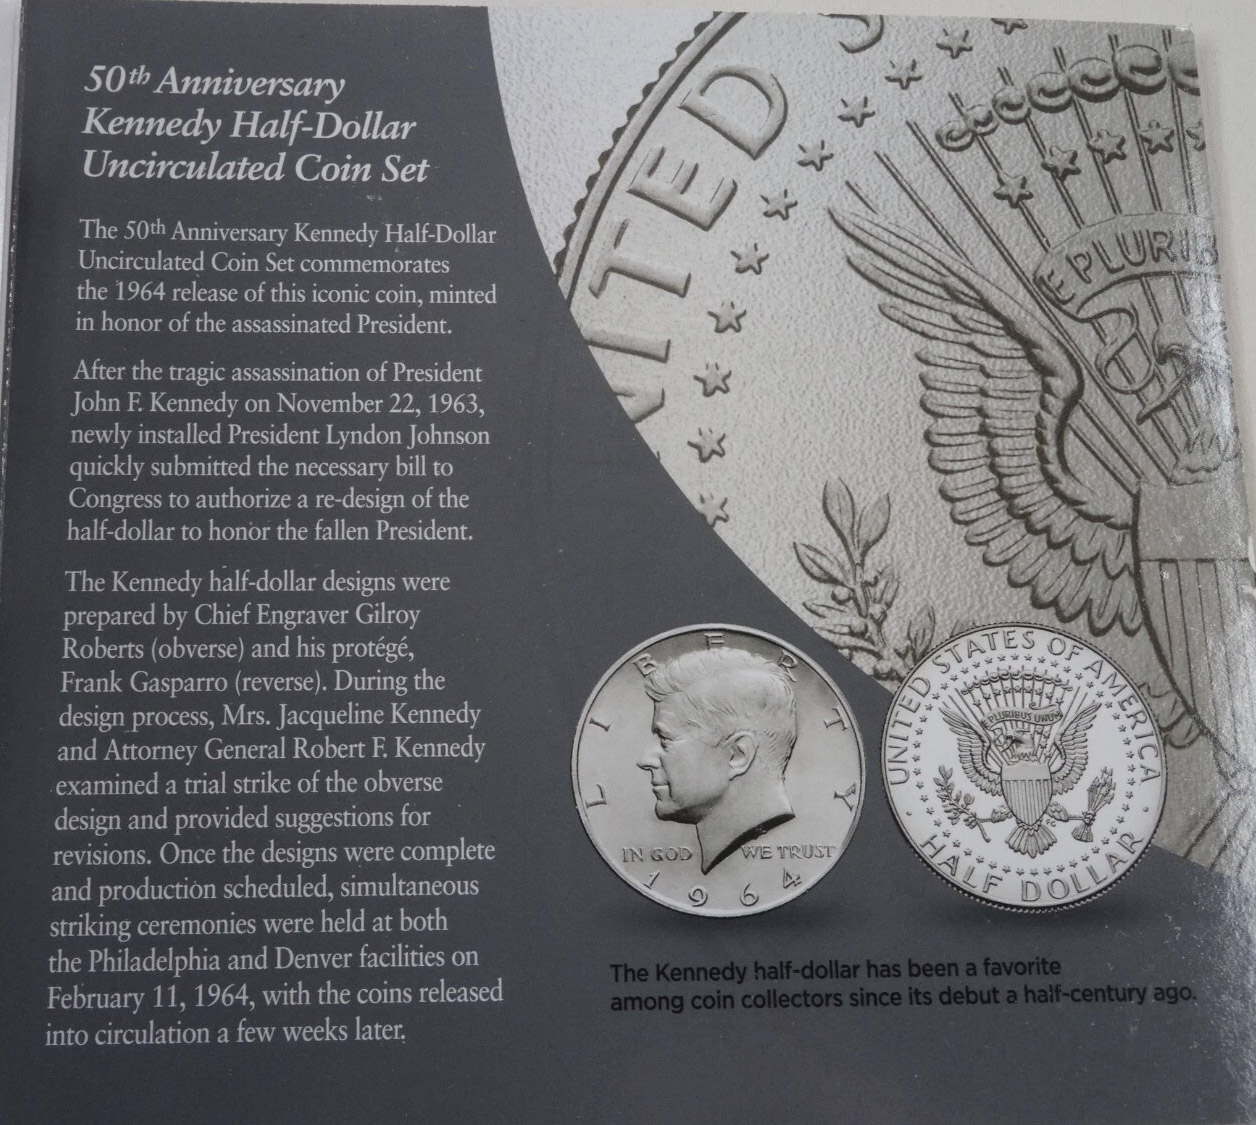 50th Anniversary
Kennedy Half-Dollar
Uncirculated Coin Set
The 50th Anniversary Kennedy Half-Dollar
Uncirculated Coin Set commemorates
the 1964 release of this iconic coin, minted
in honor of the assassinated President.
After the tragic assassination of President
John F. Kennedy on November 22, 1963,
newly installed President Lyndon Johnson
quickly submitted the necessary bill to
Congress to authorize a re-design of the
half-dollar to honor the fallen President.
The Kennedy half-dollar designs were
prepared by Chief Engraver Gilroy
Roberts (obverse) and his protégé,
Frank Gasparro (reverse). During the
design process, Mrs. Jacqueline Kennedy
and Attorney General Robert F. Kennedy
examined a trial strike of the obverse
design and provided suggestions for
revisions. Once the designs were complete
and production scheduled, simultaneous
striking ceremonies were held at both
the Philadelphia and Denver facilities on
February 11, 1964, with the coins released
into circulation a few weeks later.
UNITED S
E PLURIB
LIBERTY
IN GOD WE TRUST
1964
UNITED STATES OF AMERICA
E PLURIBUS UNUM
FG
HALF DOLLAR
The Kennedy half-dollar has been a favorite
among coin collectors since its debut a half-century ago.